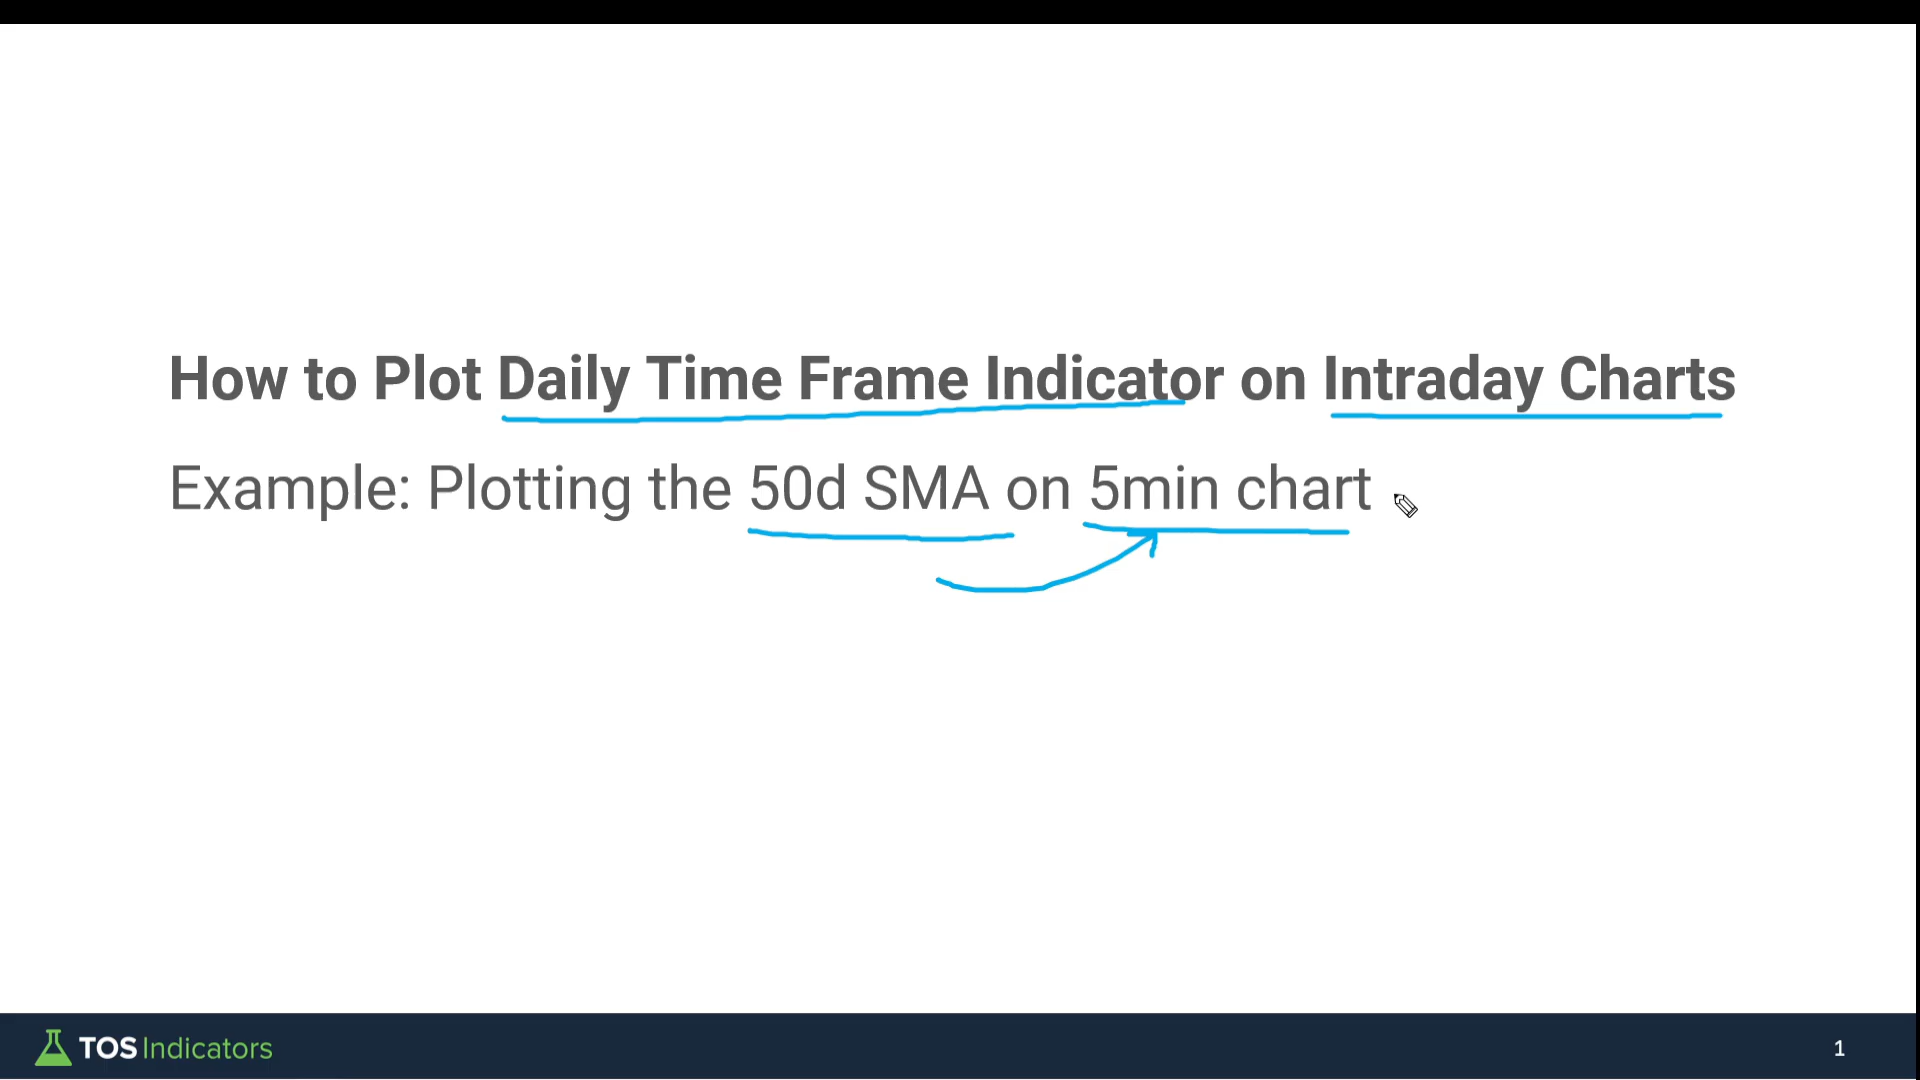 How to Plot Daily Time Frame Indicator on Intraday Charts
Example: Plotting the 50d SMA on 5min chart
TOS Indicators
1